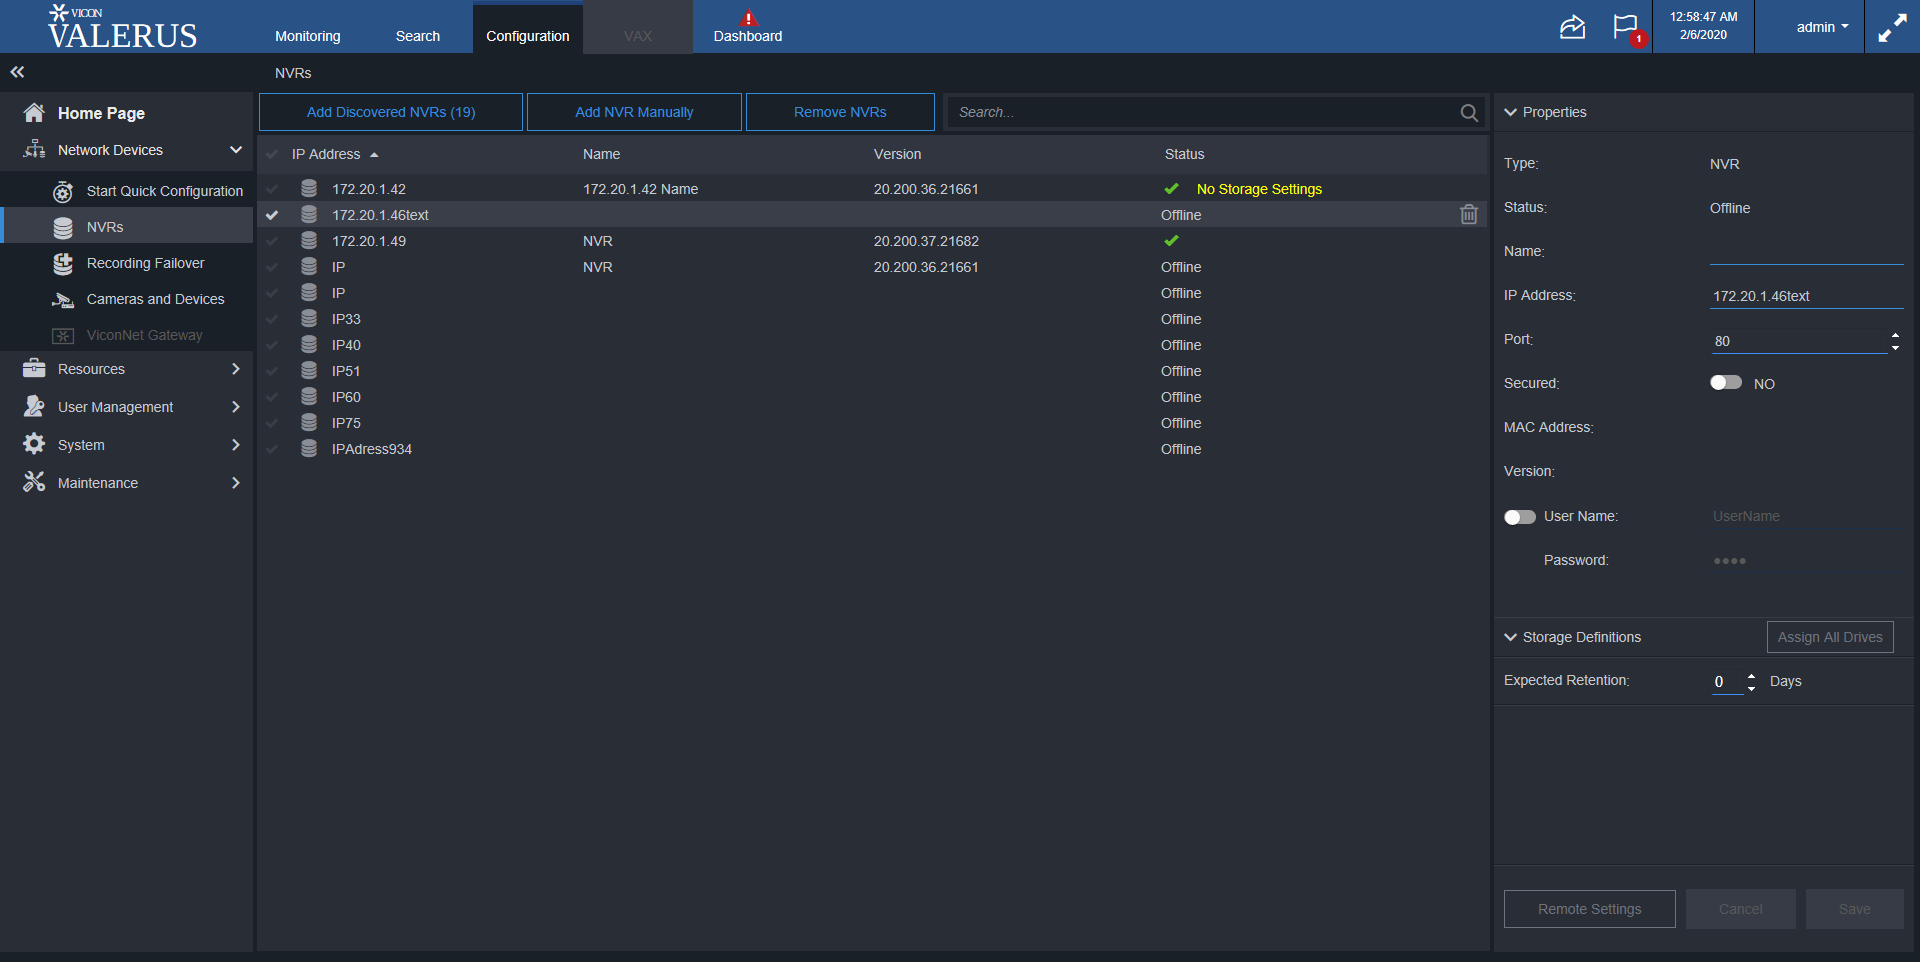 VICON
VALERUS
Monitoring
Search
Configuration
VAX
Dashboard
1
12:58:47 AM
2/6/2020
admin
NVRs
Home Page
Network Devices
Start Quick Configuration
NVRs
Recording Failover
Cameras and Devices
ViconNet Gateway
Resources
User Management
System
Maintenance
Add Discovered NVRs (19)
Add NVR Manually
Remove NVRs
Search...
IP Address Name Version Status
172.20.1.42 172.20.1.42 Name 20.200.36.21661 No Storage Settings
172.20.1.46text Offline
172.20.1.49 NVR 20.200.37.21682
IP NVR 20.200.36.21661 Offline
IP Offline
IP33 Offline
IP40 Offline
IP51 Offline
IP60 Offline
IP75 Offline
IPAdress934 Offline
Properties
Type: NVR
Status: Offline
Name:
IP Address: 172.20.1.46text
Port: 80
Secured: NO
MAC Address:
Version:
User Name: UserName
Password: ••••
Storage Definitions
Assign All Drives
Expected Retention: 0 Days
Remote Settings
Cancel
Save